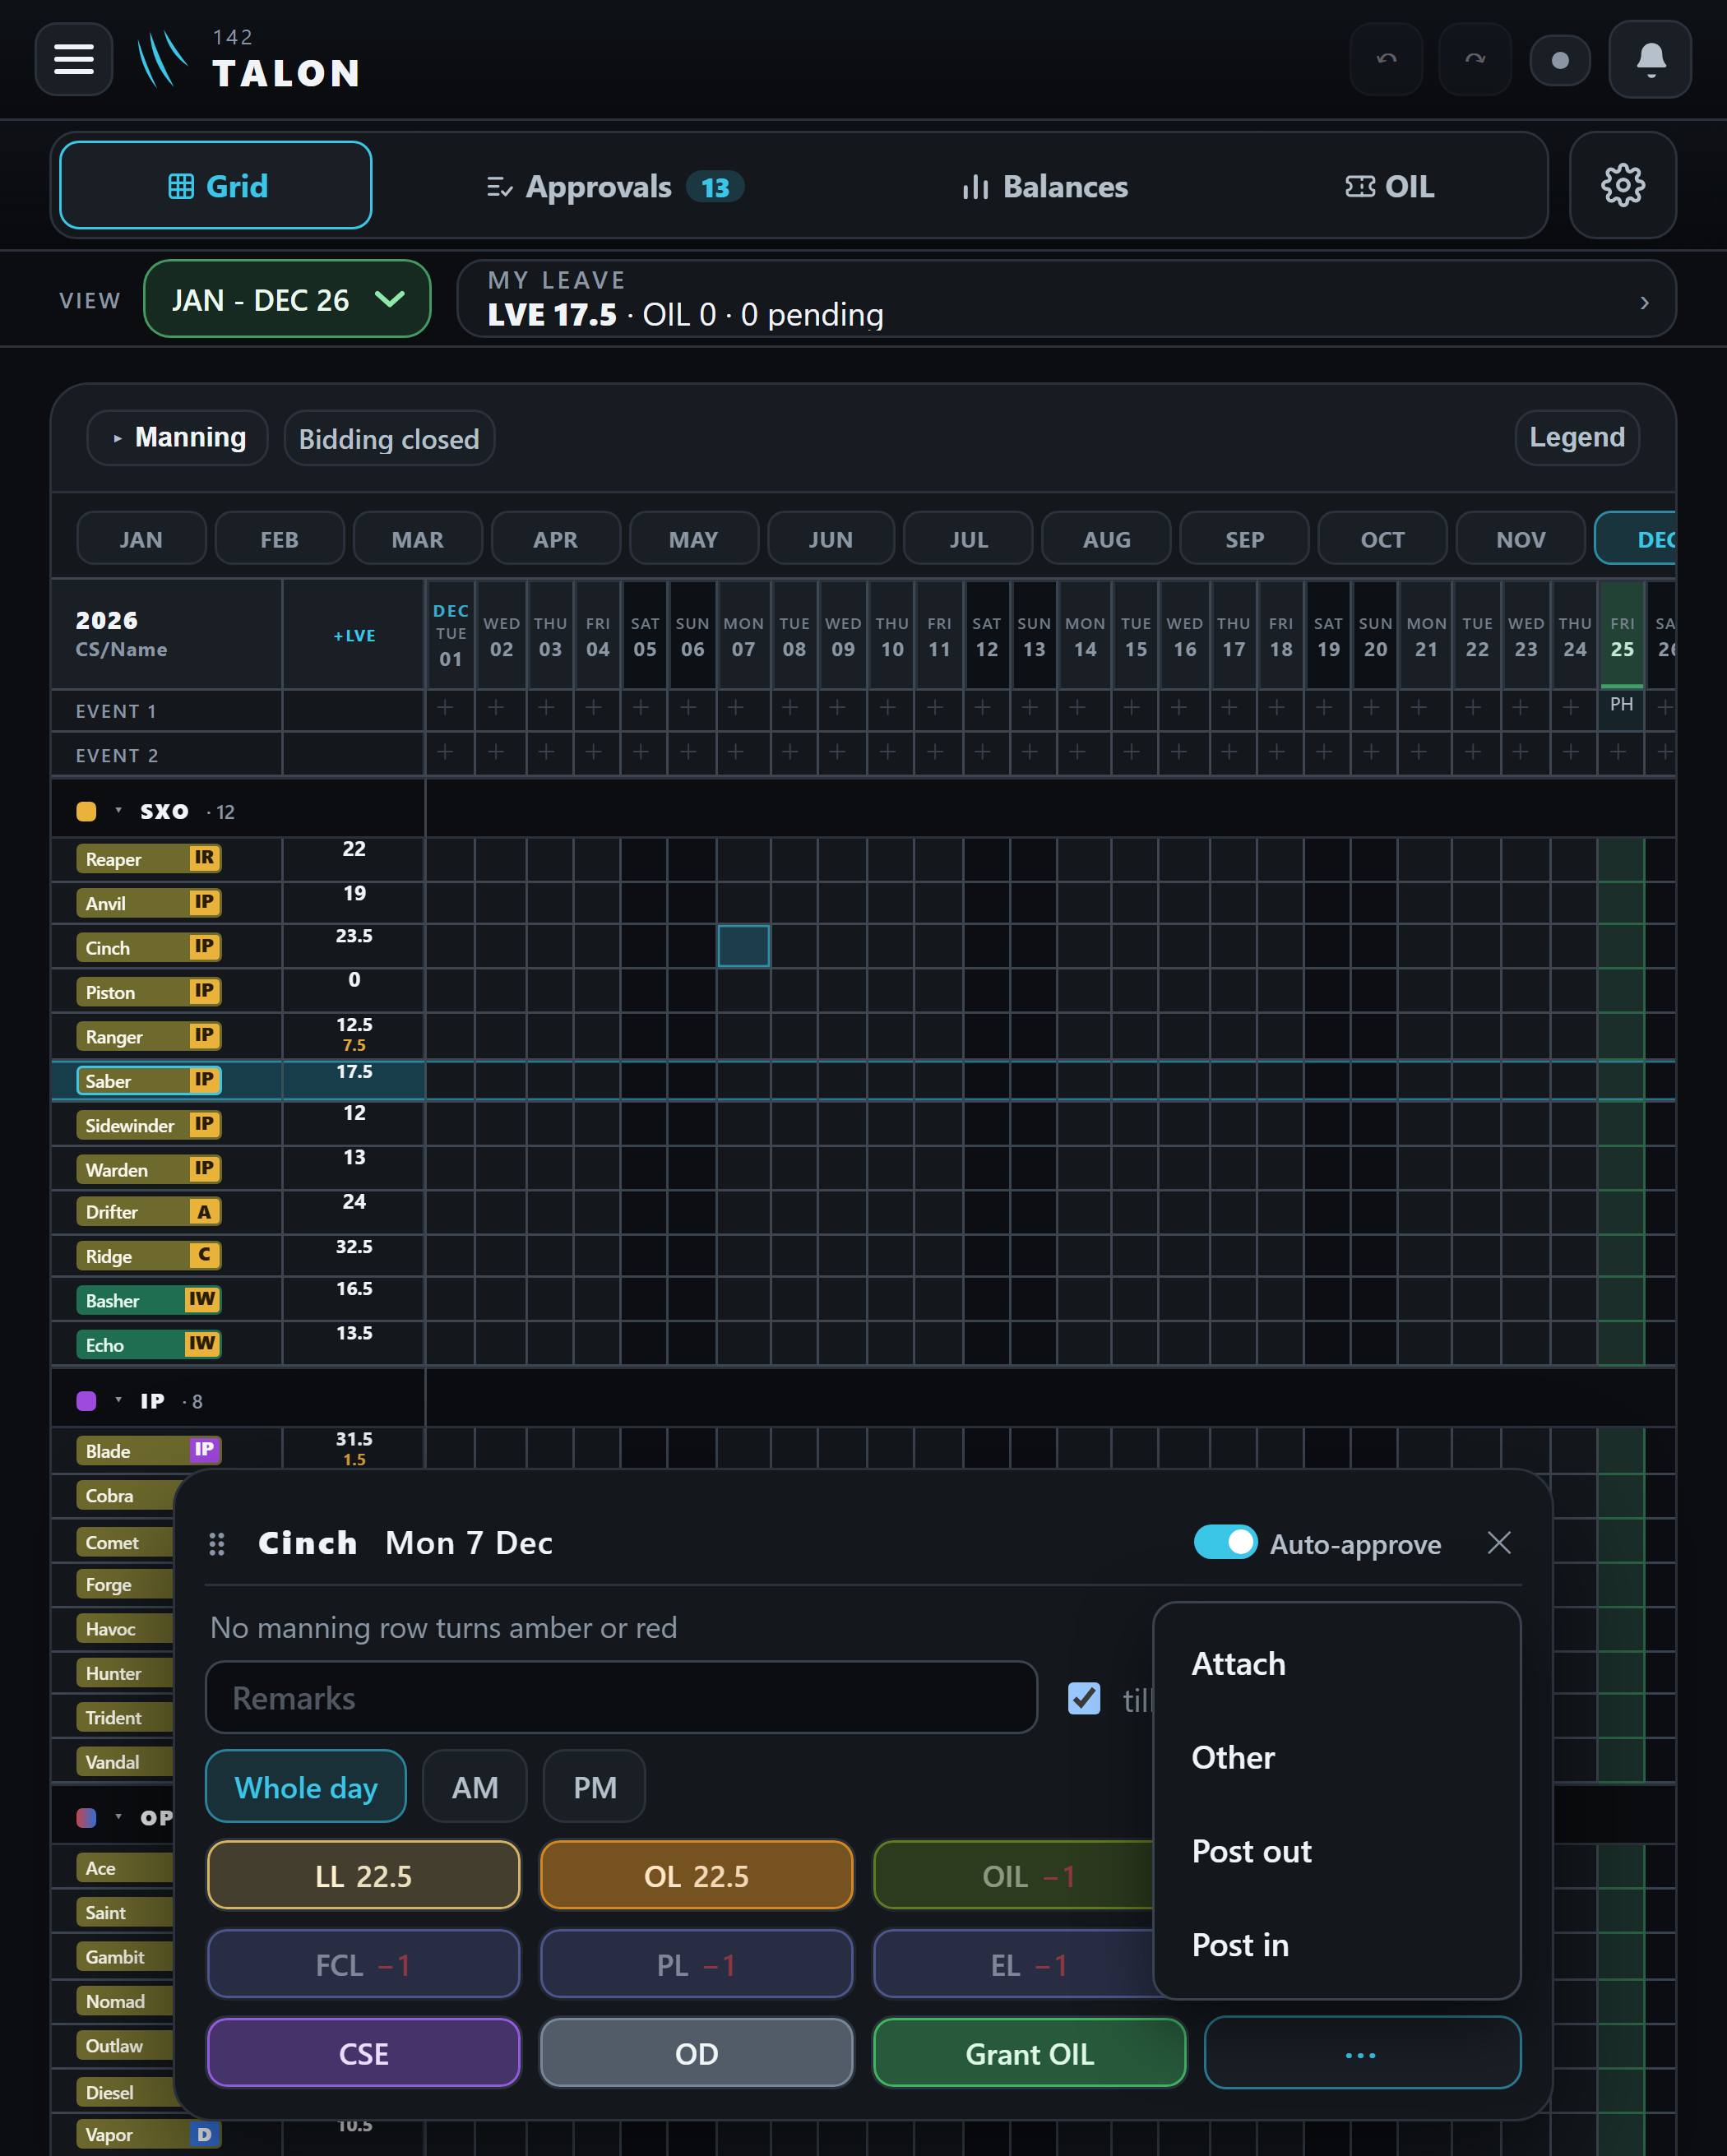 142
TALON
Grid
Approvals 13
Balances
OIL
VIEW
JAN - DEC 26
MY LEAVE
LVE 17.5 · OIL 0 · 0 pending
Manning
Bidding closed
Legend
JAN FEB MAR APR MAY JUN JUL AUG SEP OCT NOV DEC
2026
CS/Name
+LVE
DEC
TUE WED THU FRI SAT SUN MON TUE WED THU FRI SAT SUN MON TUE WED THU FRI SAT SUN MON TUE WED THU FRI SA
01 02 03 04 05 06 07 08 09 10 11 12 13 14 15 16 17 18 19 20 21 22 23 24 25 26
EVENT 1 + + + + + + + + + + + + + + + + + + + + + + + + PH +
EVENT 2 + + + + + + + + + + + + + + + + + + + + + + + + + +
SXO · 12
Reaper IR 22
Anvil IP 19
Cinch IP 23.5
Piston IP 0
Ranger IP 12.5
7.5
Saber IP 17.5
Sidewinder IP 12
Warden IP 13
Drifter A 24
Ridge C 32.5
Basher IW 16.5
Echo IW 13.5
IP · 8
Blade IP 31.5
1.5
Cobra
Comet
Forge
Havoc
Hunter
Trident
Vandal
OP
Ace
Saint
Gambit
Nomad
Outlaw
Diesel
Vapor D 10.5
Cinch Mon 7 Dec
Auto-approve
No manning row turns amber or red
Remarks
till
Whole day AM PM
LL 22.5 OL 22.5 OIL −1
FCL −1 PL −1 EL −1
CSE OD Grant OIL ...
Attach
Other
Post out
Post in